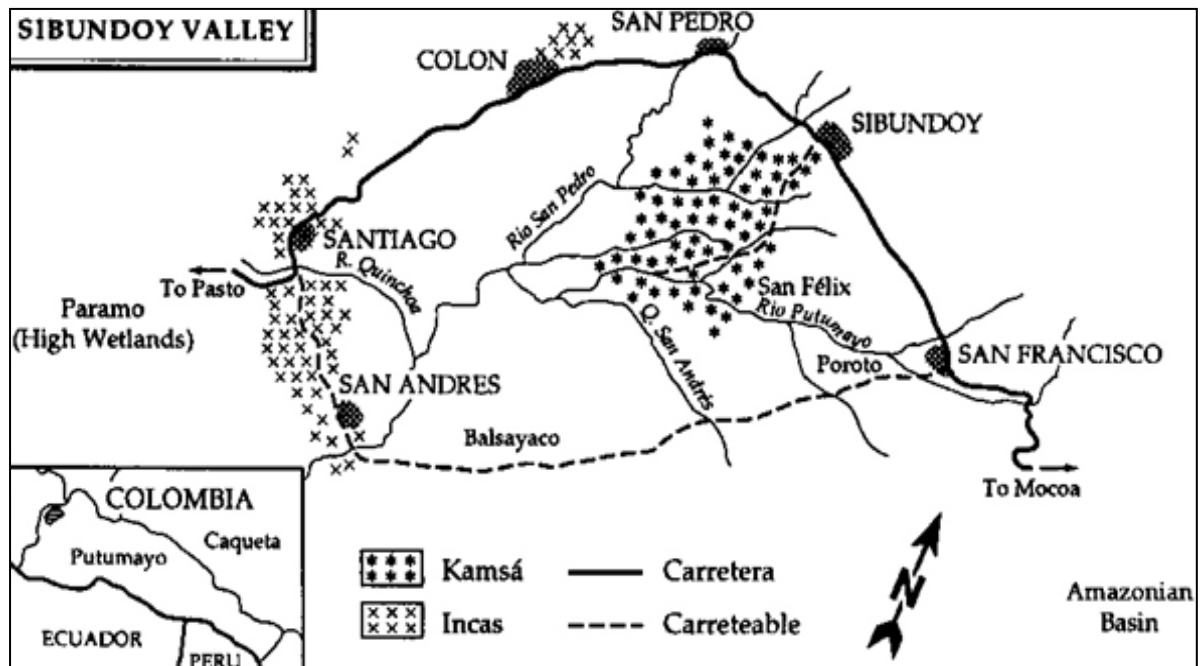 SIBUNDOY VALLEY
SAN PEDRO
COLON
SIBUNDOY
Rio San Pedro
SANTIAGO
R. Quinchoa
To Pasto
San Félix
Rio Putumayo
Paramo
(High Wetlands)
SAN FRANCISCO
Poroto
SAN ANDRES
Q. San Andrés
Balsayaco
To Mocoa
COLOMBIA
Caqueta
Putumayo
ECUADOR
PERU
Kamsá
Carretera
Incas
Carreteable
N
Amazonian
Basin